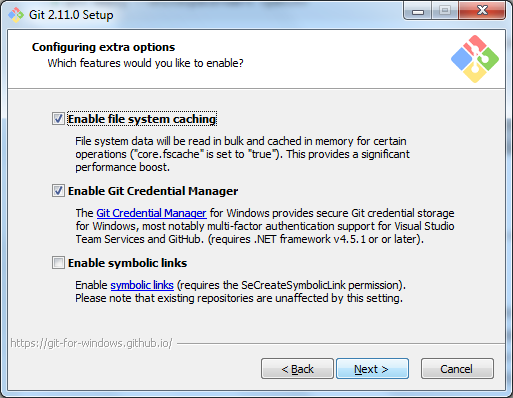 Git 2.11.0 Setup
Configuring extra options
Which features would you like to enable?
Enable file system caching
File system data will be read in bulk and cached in memory for certain
operations ("core.fscache" is set to "true"). This provides a significant
performance boost.
Enable Git Credential Manager
The Git Credential Manager for Windows provides secure Git credential storage
for Windows, most notably multi-factor authentication support for Visual Studio
Team Services and GitHub. (requires .NET framework v4.5.1 or or later).
Enable symbolic links
Enable symbolic links (requires the SeCreateSymbolicLink permission).
Please note that existing repositories are unaffected by this setting.
https://git-for-windows.github.io/
< Back
Next >
Cancel